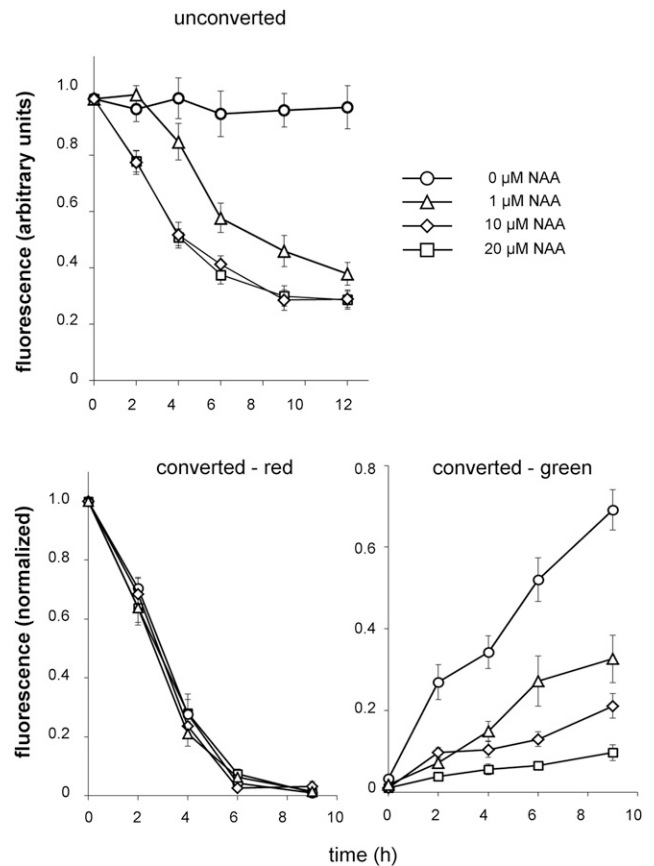 unconverted
fluorescence (arbitrary units)
1.0
0.8
0.6
0.4
0.2
0
0 2 4 6 8 10 12
0 µM NAA
1 µM NAA
10 µM NAA
20 µM NAA
converted - red
fluorescence (normalized)
1.0
0.8
0.6
0.4
0.2
0
0 2 4 6 8 10
converted - green
0.8
0.6
0.4
0.2
0
0 2 4 6 8 10
time (h)